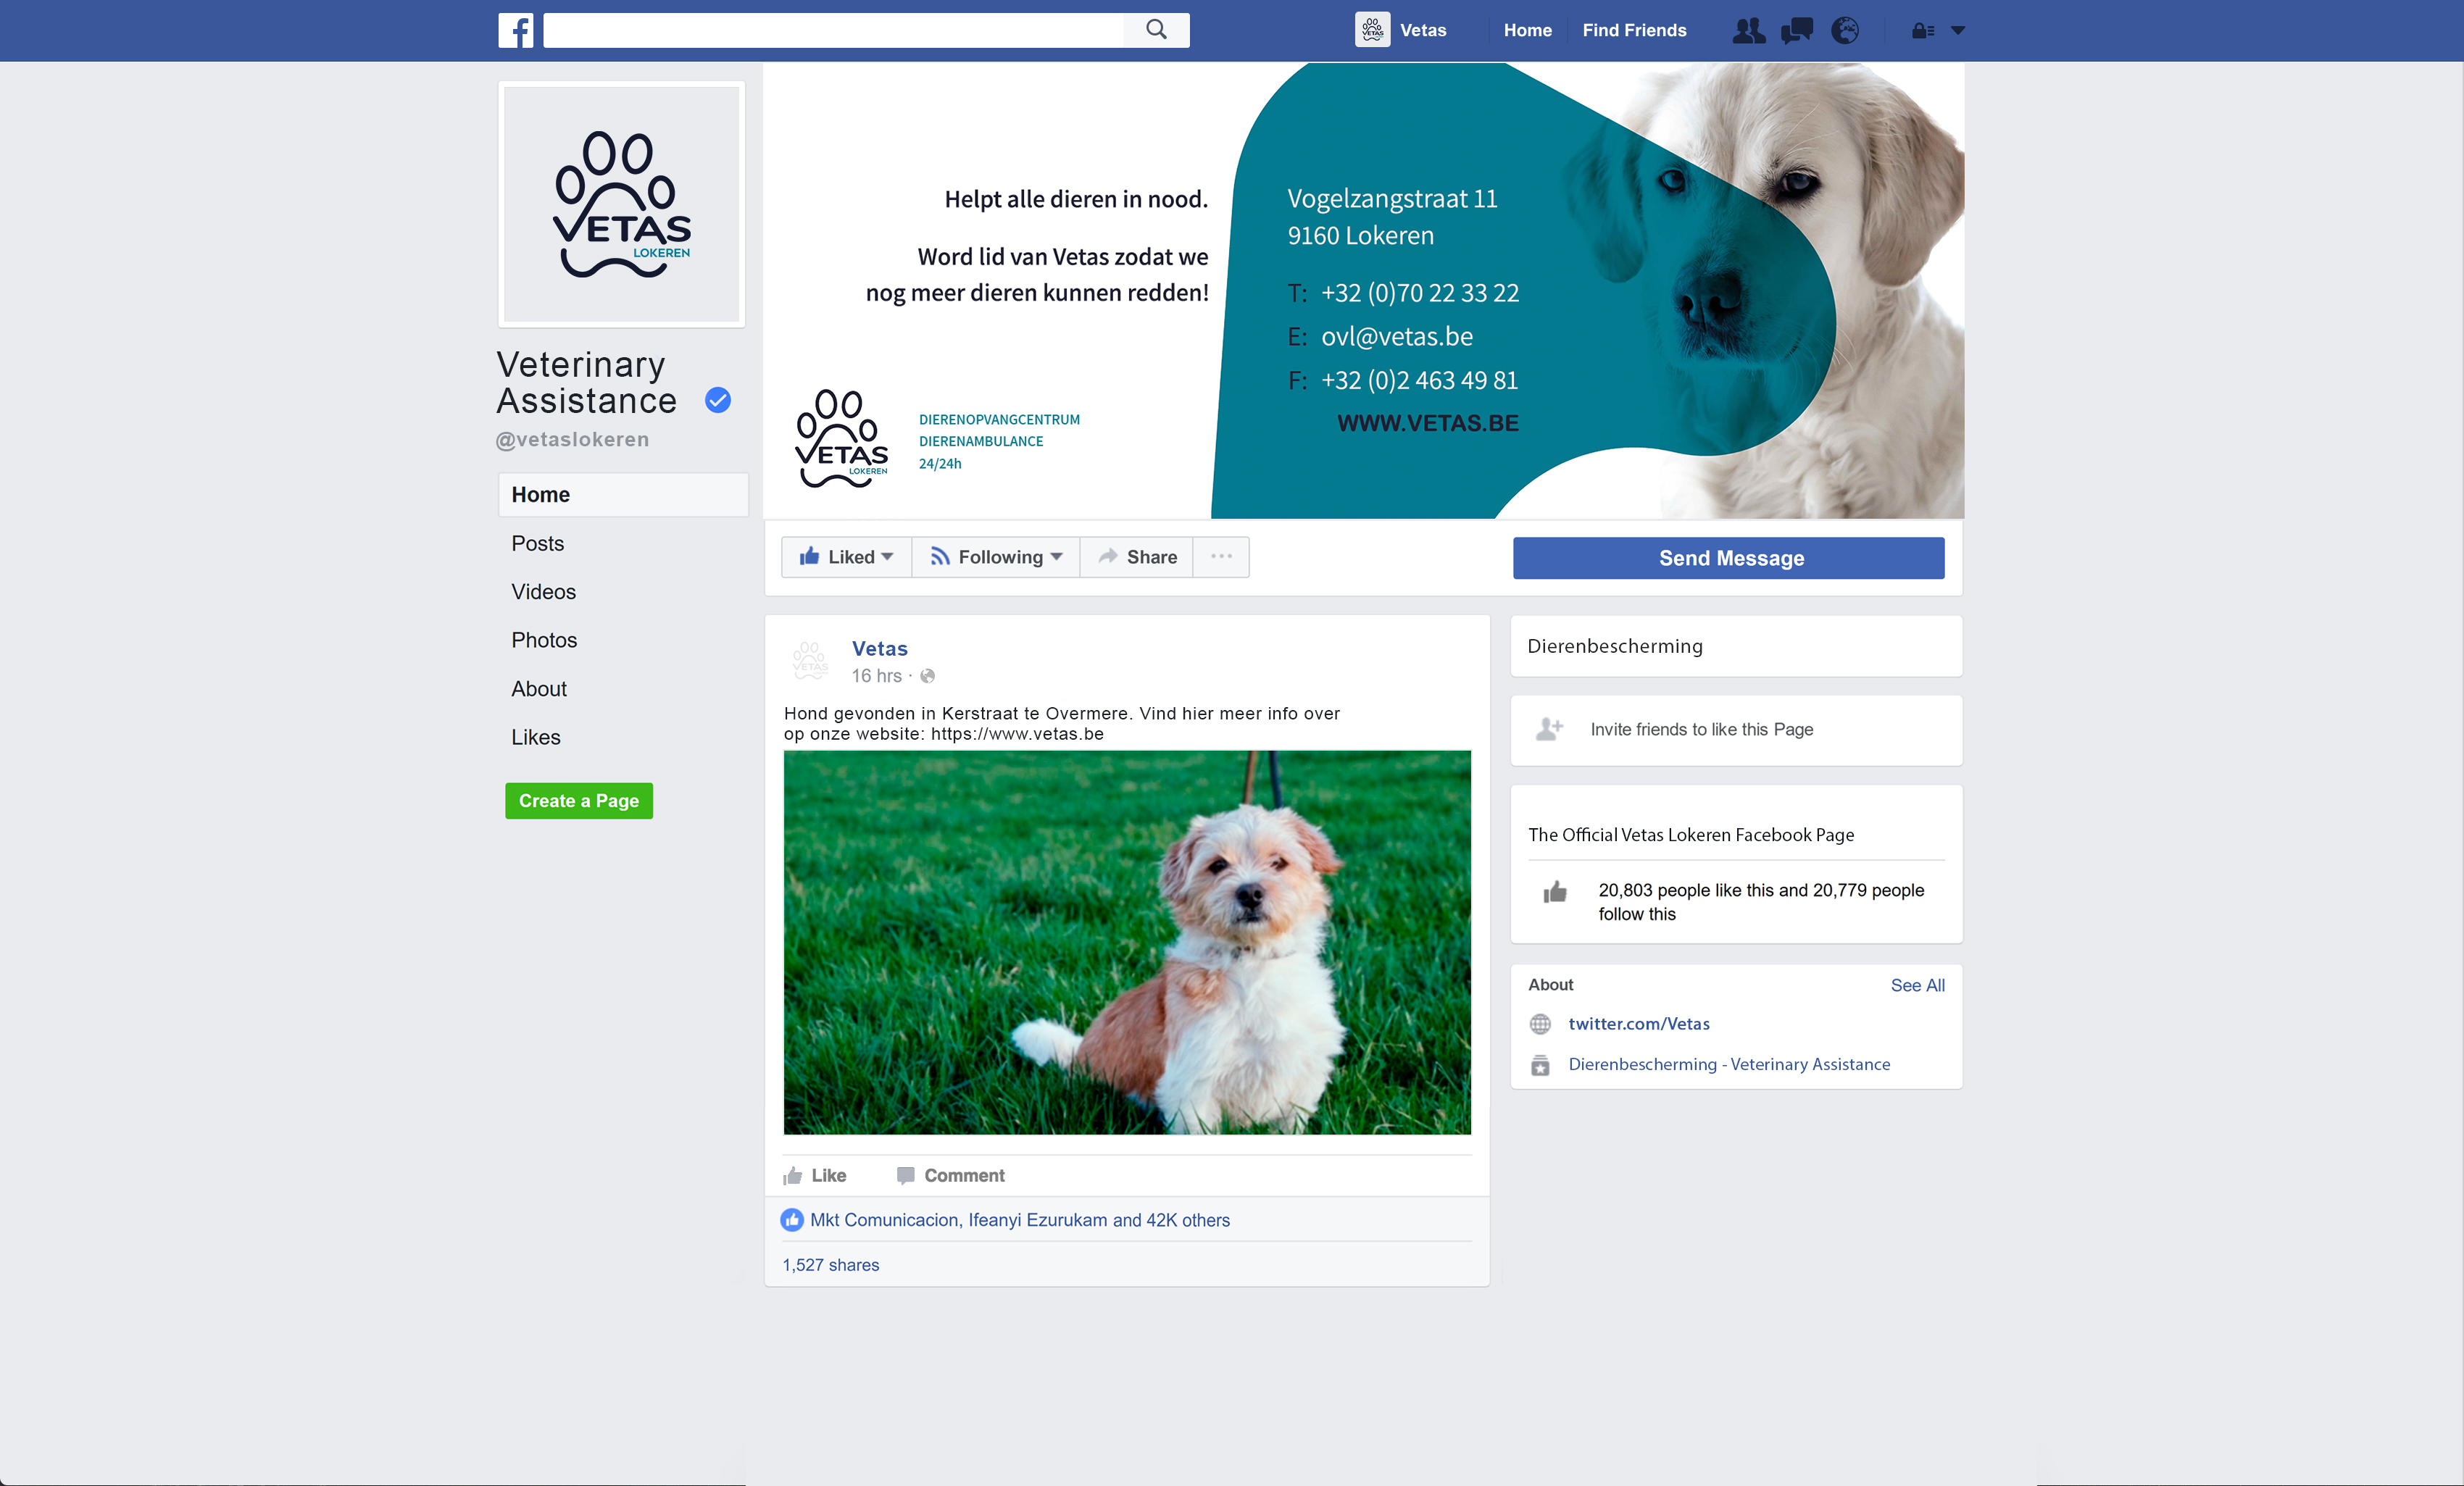 f
VETAS
Vetas
Home
Find Friends
VETAS
LOKEREN
Veterinary
Assistance
@vetaslokeren
Home
Posts
Videos
Photos
About
Likes
Create a Page
Helpt alle dieren in nood.
Word lid van Vetas zodat we
nog meer dieren kunnen redden!
VETAS
LOKEREN
DIERENOPVANGCENTRUM
DIERENAMBULANCE
24/24h
Vogelzangstraat 11
9160 Lokeren
T: +32 (0)70 22 33 22
E: ovl@vetas.be
F: +32 (0)2 463 49 81
WWW.VETAS.BE
Liked
Following
Share
Send Message
VETAS
Vetas
16 hrs ·
Hond gevonden in Kerstraat te Overmere. Vind hier meer info over
op onze website: https://www.vetas.be
Like
Comment
Mkt Comunicacion, Ifeanyi Ezurukam and 42K others
1,527 shares
Dierenbescherming
Invite friends to like this Page
The Official Vetas Lokeren Facebook Page
20,803 people like this and 20,779 people
follow this
About
See All
twitter.com/Vetas
Dierenbescherming - Veterinary Assistance